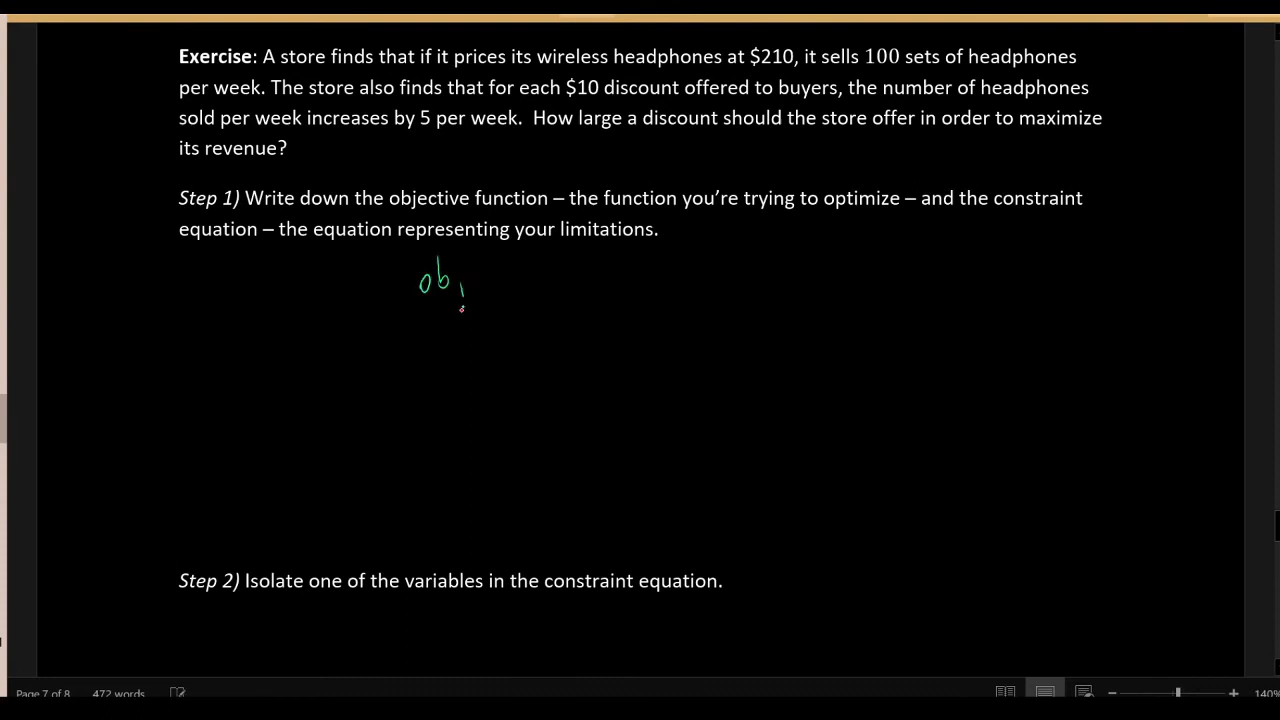 Exercise: A store finds that if it prices its wireless headphones at $210, it sells 100 sets of headphones
per week. The store also finds that for each $10 discount offered to buyers, the number of headphones
sold per week increases by 5 per week.  How large a discount should the store offer in order to maximize
its revenue?
Step 1) Write down the objective function – the function you’re trying to optimize – and the constraint
equation – the equation representing your limitations.
ob
Step 2) Isolate one of the variables in the constraint equation.
Page 7 of 8 472 words 140%